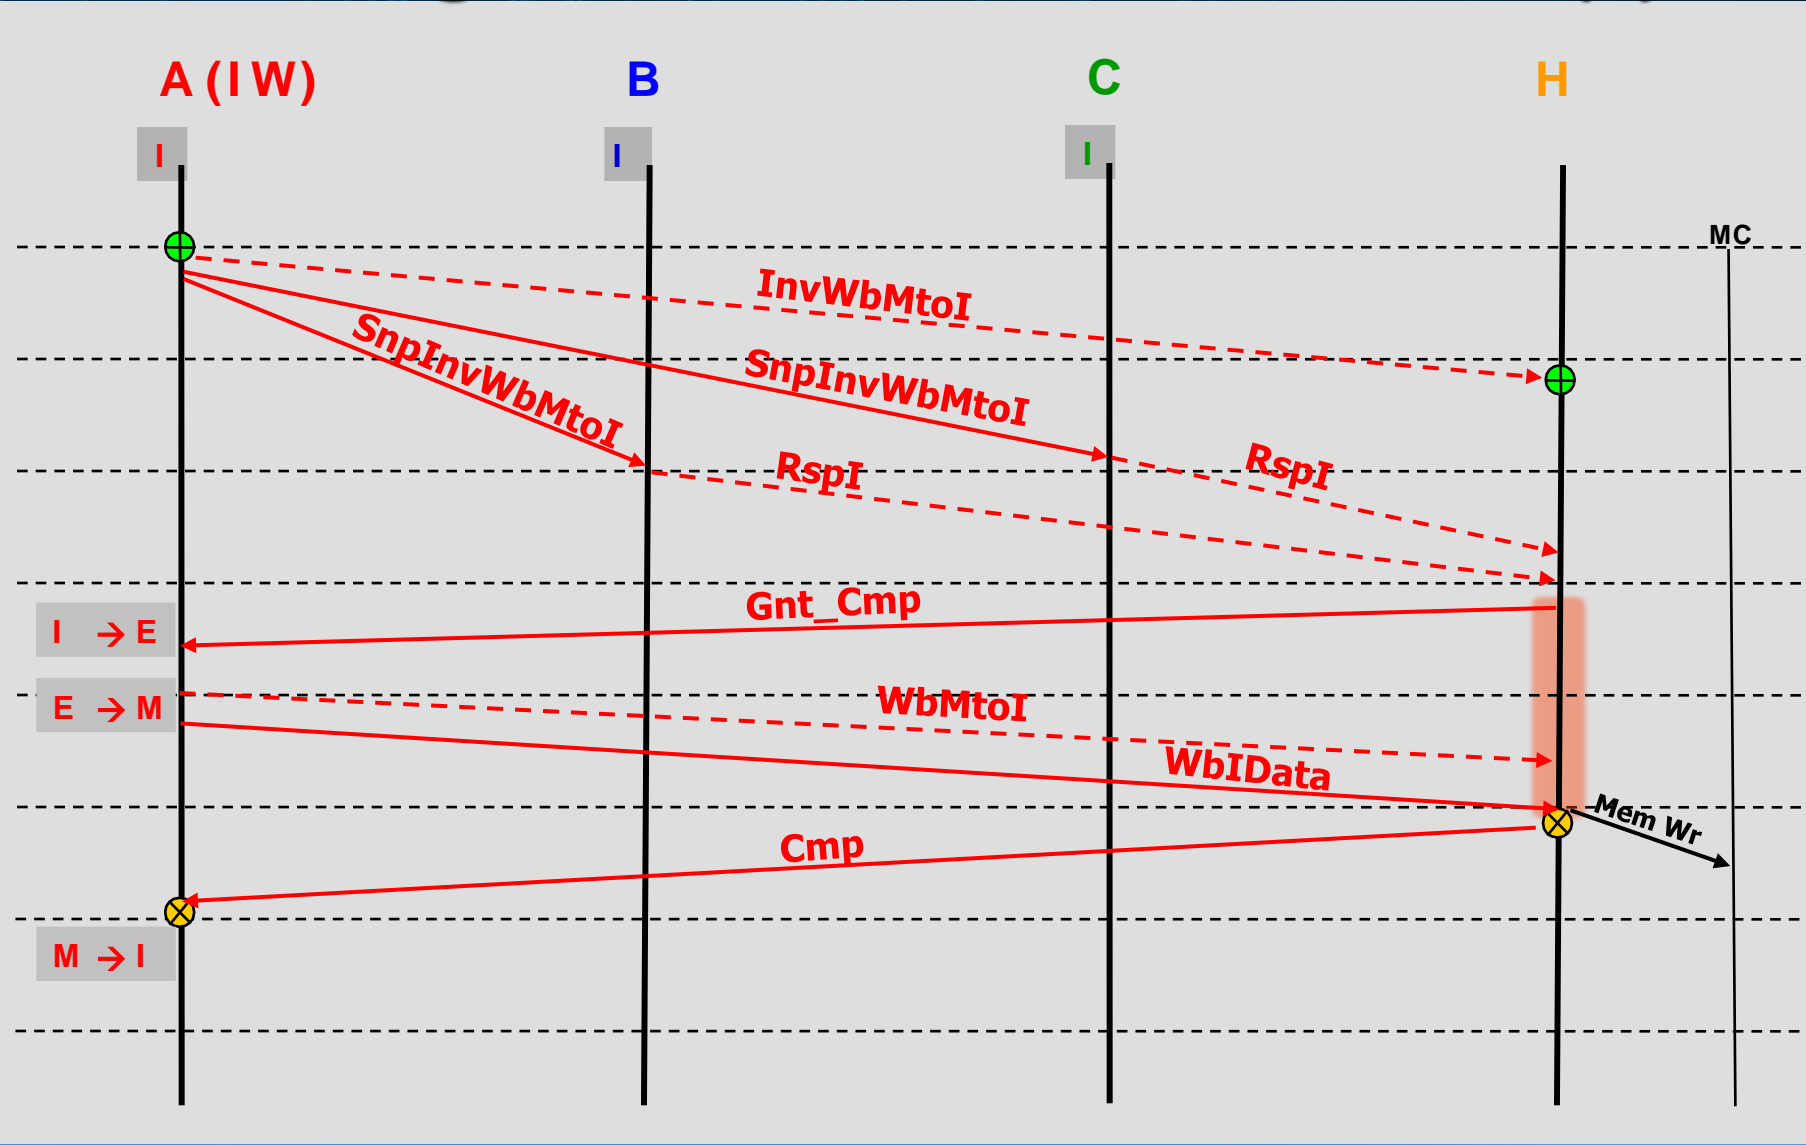 A (I W)
B
C
H
I
I
I
MC
InvWbMtoI
SnpInvWbMtoI
SnpInvWbMtoI
RspI
RspI
Gnt_Cmp
I → E
E → M
WbMtoI
WbIData
Mem Wr
Cmp
M → I